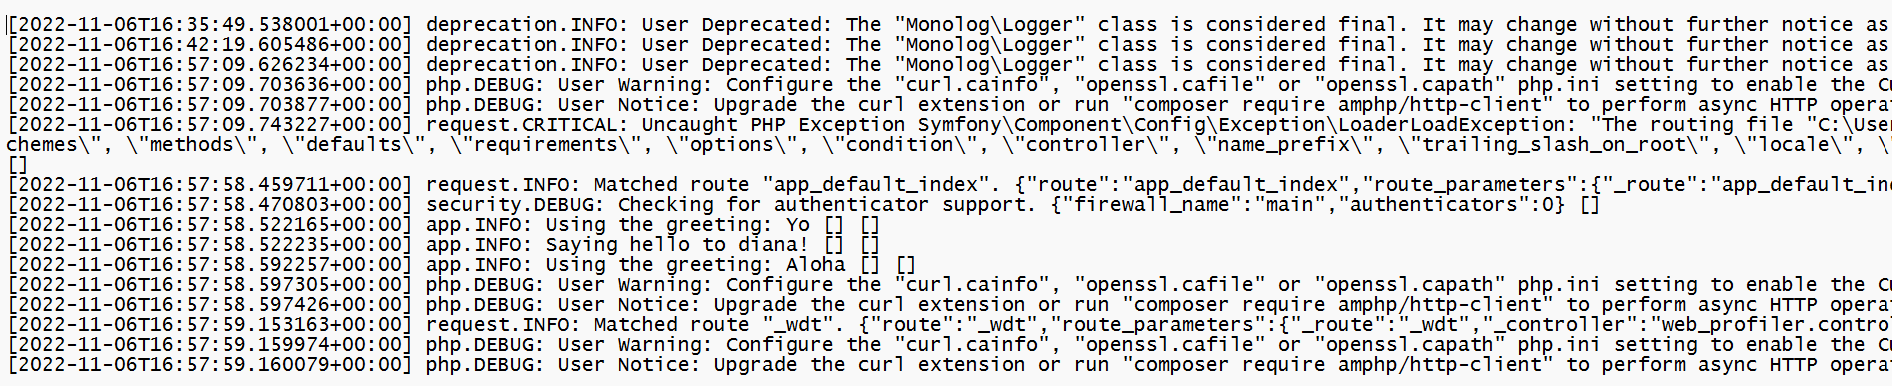 [2022-11-06T16:35:49.538001+00:00] deprecation.INFO: User Deprecated: The "Monolog\Logger" class is considered final. It may change without further notice as
[2022-11-06T16:42:19.605486+00:00] deprecation.INFO: User Deprecated: The "Monolog\Logger" class is considered final. It may change without further notice as
[2022-11-06T16:57:09.626234+00:00] deprecation.INFO: User Deprecated: The "Monolog\Logger" class is considered final. It may change without further notice as
[2022-11-06T16:57:09.703636+00:00] php.DEBUG: User Warning: Configure the "curl.cainfo", "openssl.cafile" or "openssl.capath" php.ini setting to enable the
[2022-11-06T16:57:09.703877+00:00] php.DEBUG: User Notice: Upgrade the curl extension or run "composer require amphp/http-client" to perform async HTTP opera
[2022-11-06T16:57:09.743227+00:00] request.CRITICAL: Uncaught PHP Exception Symfony\Component\Config\Exception\LoaderLoadException: "The routing file "C:\User
chemes\", \"methods\", \"defaults\", \"requirements\", \"options\", \"condition\", \"controller\", \"name_prefix\", \"trailing_slash_on_root\", \"locale\", \"
[]
[2022-11-06T16:57:58.459711+00:00] request.INFO: Matched route "app_default_index". {"route":"app_default_index","route_parameters":{"_route":"app_default_ind
[2022-11-06T16:57:58.470803+00:00] security.DEBUG: Checking for authenticator support. {"firewall_name":"main","authenticators":0} []
[2022-11-06T16:57:58.522165+00:00] app.INFO: Using the greeting: Yo [] []
[2022-11-06T16:57:58.522235+00:00] app.INFO: Saying hello to diana! [] []
[2022-11-06T16:57:58.592257+00:00] app.INFO: Using the greeting: Aloha [] []
[2022-11-06T16:57:58.597305+00:00] php.DEBUG: User Warning: Configure the "curl.cainfo", "openssl.cafile" or "openssl.capath" php.ini setting to enable the
[2022-11-06T16:57:58.597426+00:00] php.DEBUG: User Notice: Upgrade the curl extension or run "composer require amphp/http-client" to perform async HTTP opera
[2022-11-06T16:57:59.153163+00:00] request.INFO: Matched route "_wdt". {"route":"_wdt","route_parameters":{"_route":"_wdt","_controller":"web_profiler.contro
[2022-11-06T16:57:59.159974+00:00] php.DEBUG: User Warning: Configure the "curl.cainfo", "openssl.cafile" or "openssl.capath" php.ini setting to enable the
[2022-11-06T16:57:59.160079+00:00] php.DEBUG: User Notice: Upgrade the curl extension or run "composer require amphp/http-client" to perform async HTTP opera